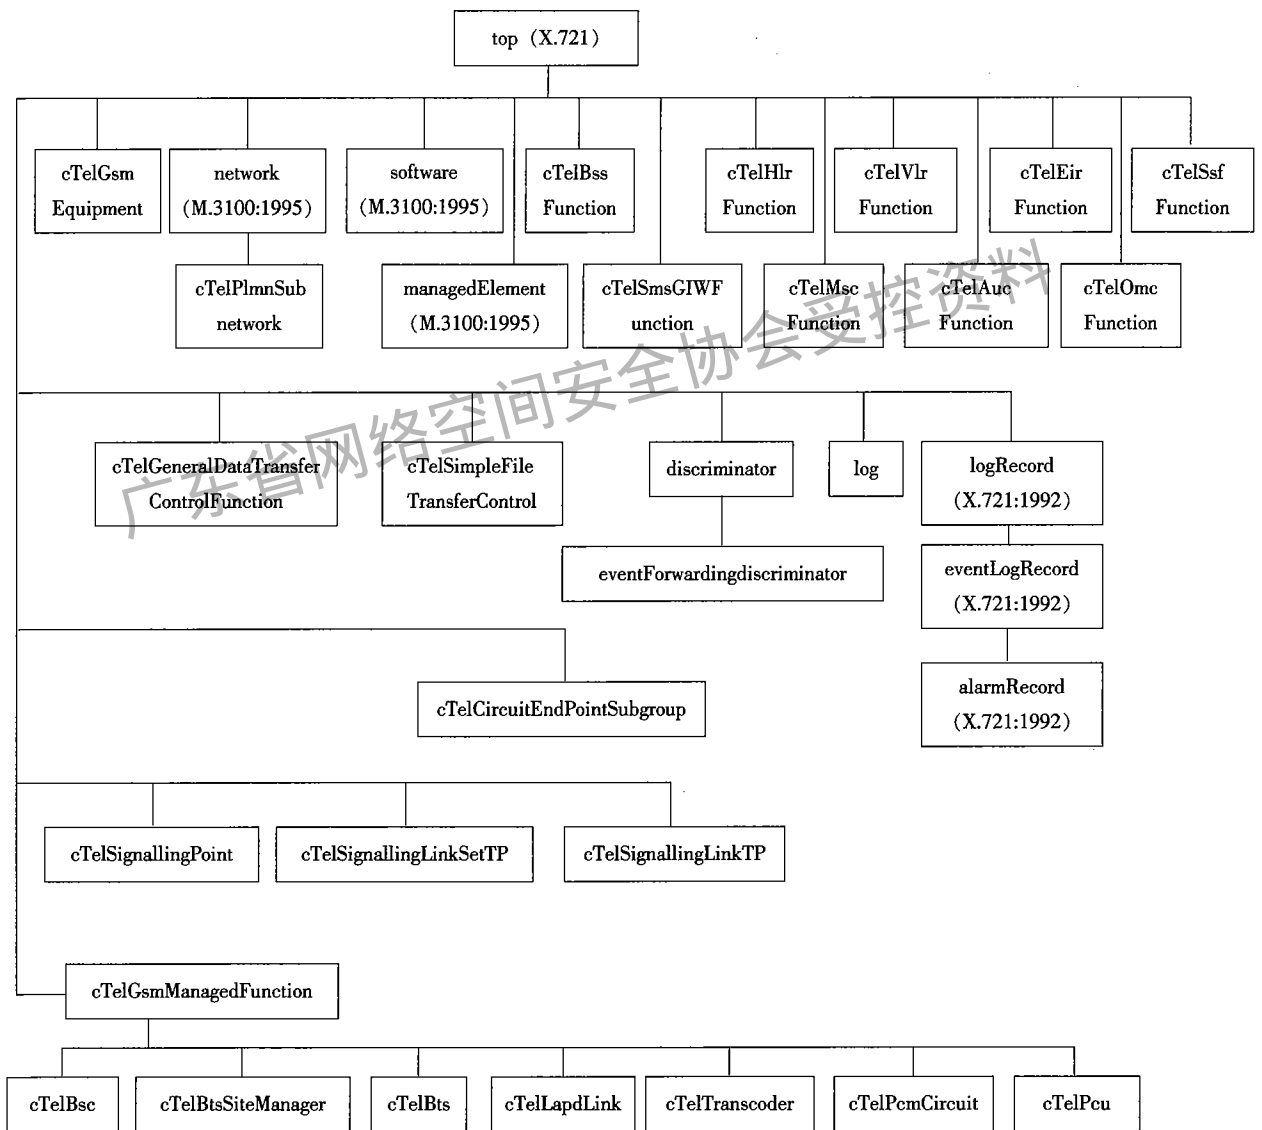 top (X.721)
cTelGsm
Equipment
network
(M.3100:1995)
software
(M.3100:1995)
cTelBss
Function
cTelHlr
Function
cTelVlr
Function
cTelEir
Function
cTelSsf
Function
cTelPlmnSub
network
managedElement
(M.3100:1995)
cTelSmsGIWF
unction
cTelMsc
Function
cTelAuc
Function
cTelOmc
Function
广东省网络空间安全协会受控资料
cTelGeneralDataTransfer
ControlFunction
cTelSimpleFile
TransferControl
discriminator
log
logRecord
(X.721:1992)
eventForwardingdiscriminator
eventLogRecord
(X.721:1992)
cTelCircuitEndPointSubgroup
alarmRecord
(X.721:1992)
cTelSignallingPoint
cTelSignallingLinkSetTP
cTelSignallingLinkTP
cTelGsmManagedFunction
cTelBsc
cTelBtsSiteManager
cTelBts
cTelLapdLink
cTelTranscoder
cTelPcmCircuit
cTelPcu